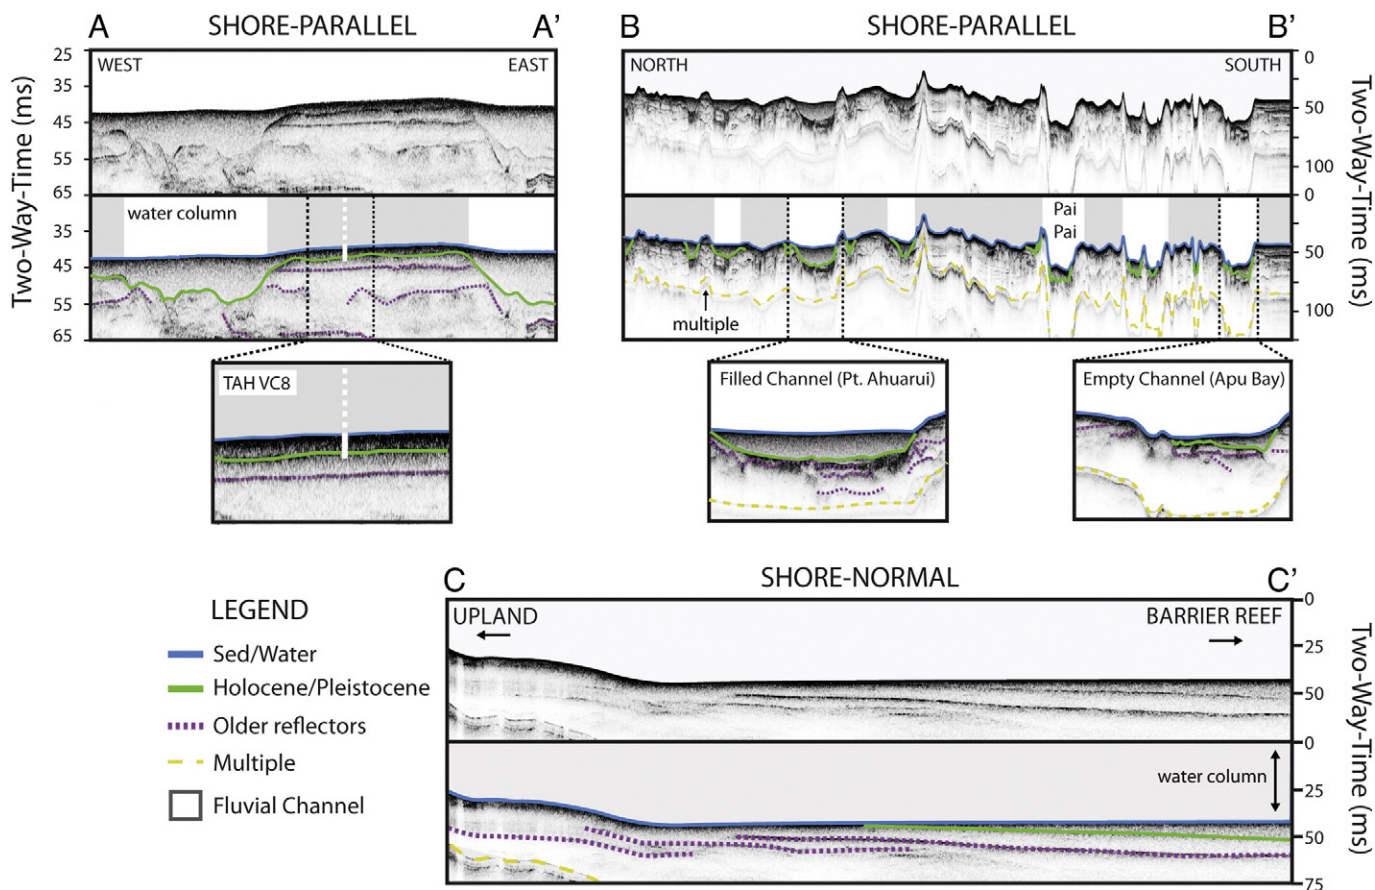 A SHORE-PARALLEL A’
WEST EAST
25
35
45
55
65
Two-Way-Time (ms)
water column
35
45
55
65
TAH VC8
B SHORE-PARALLEL B’
NORTH SOUTH
0
50
100
0
50
100
Two-Way-Time (ms)
Pai
Pai
multiple
Filled Channel (Pt. Ahuarui)
Empty Channel (Apu Bay)
C SHORE-NORMAL C’
UPLAND BARRIER REEF
0
25
50
0
25
50
75
Two-Way-Time (ms)
water column
LEGEND
Sed/Water
Holocene/Pleistocene
Older reflectors
Multiple
Fluvial Channel